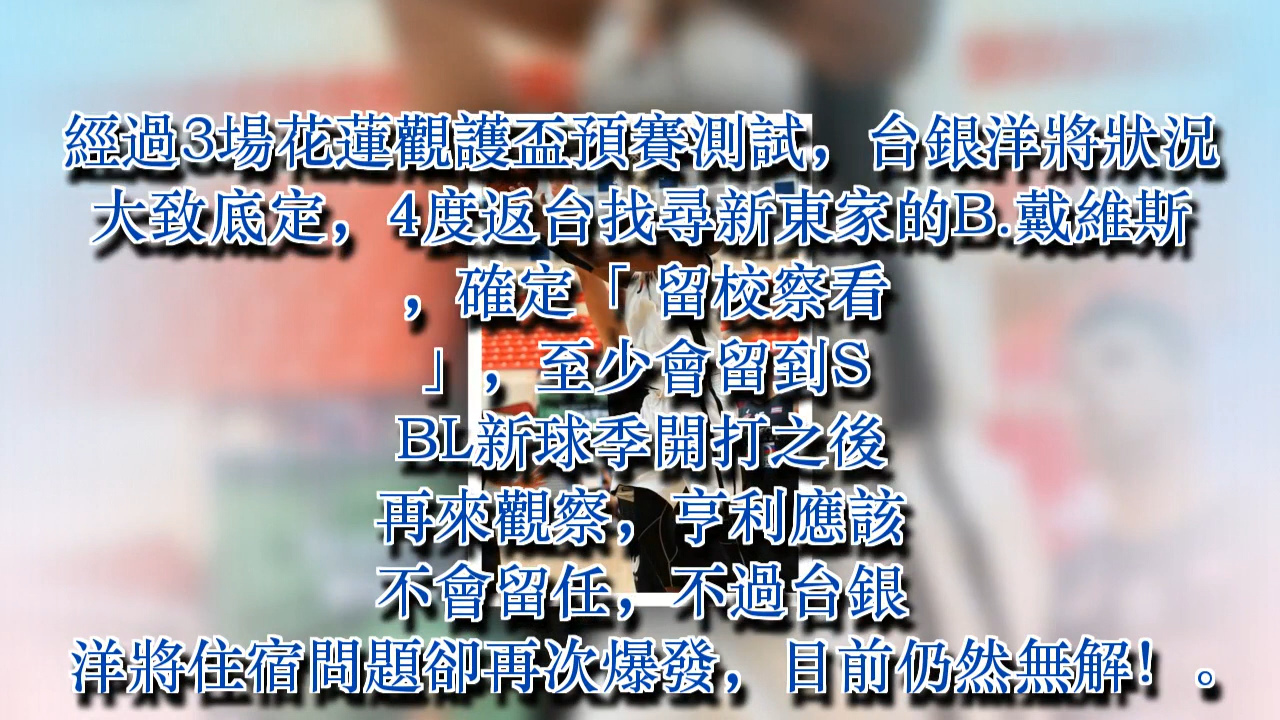 經過3場花蓮觀護盃預賽測試，台銀洋將狀況
大致底定，4度返台找尋新東家的B.戴維斯
，確定「留校察看
」，至少會留到S
BL新球季開打之後
再來觀察，亨利應該
不會留任，不過台銀
洋將住宿問題卻再次爆發，目前仍然無解！。